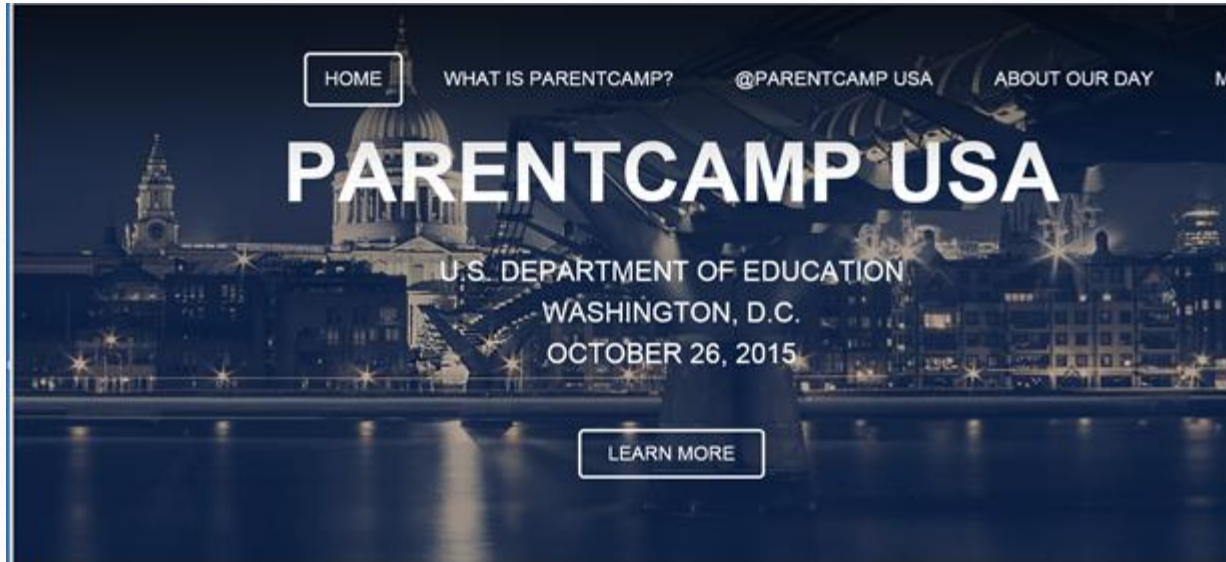 HOME WHAT IS PARENTCAMP? @PARENTCAMP USA ABOUT OUR DAY
PARENTCAMP USA
U.S. DEPARTMENT OF EDUCATION
WASHINGTON, D.C.
OCTOBER 26, 2015
LEARN MORE